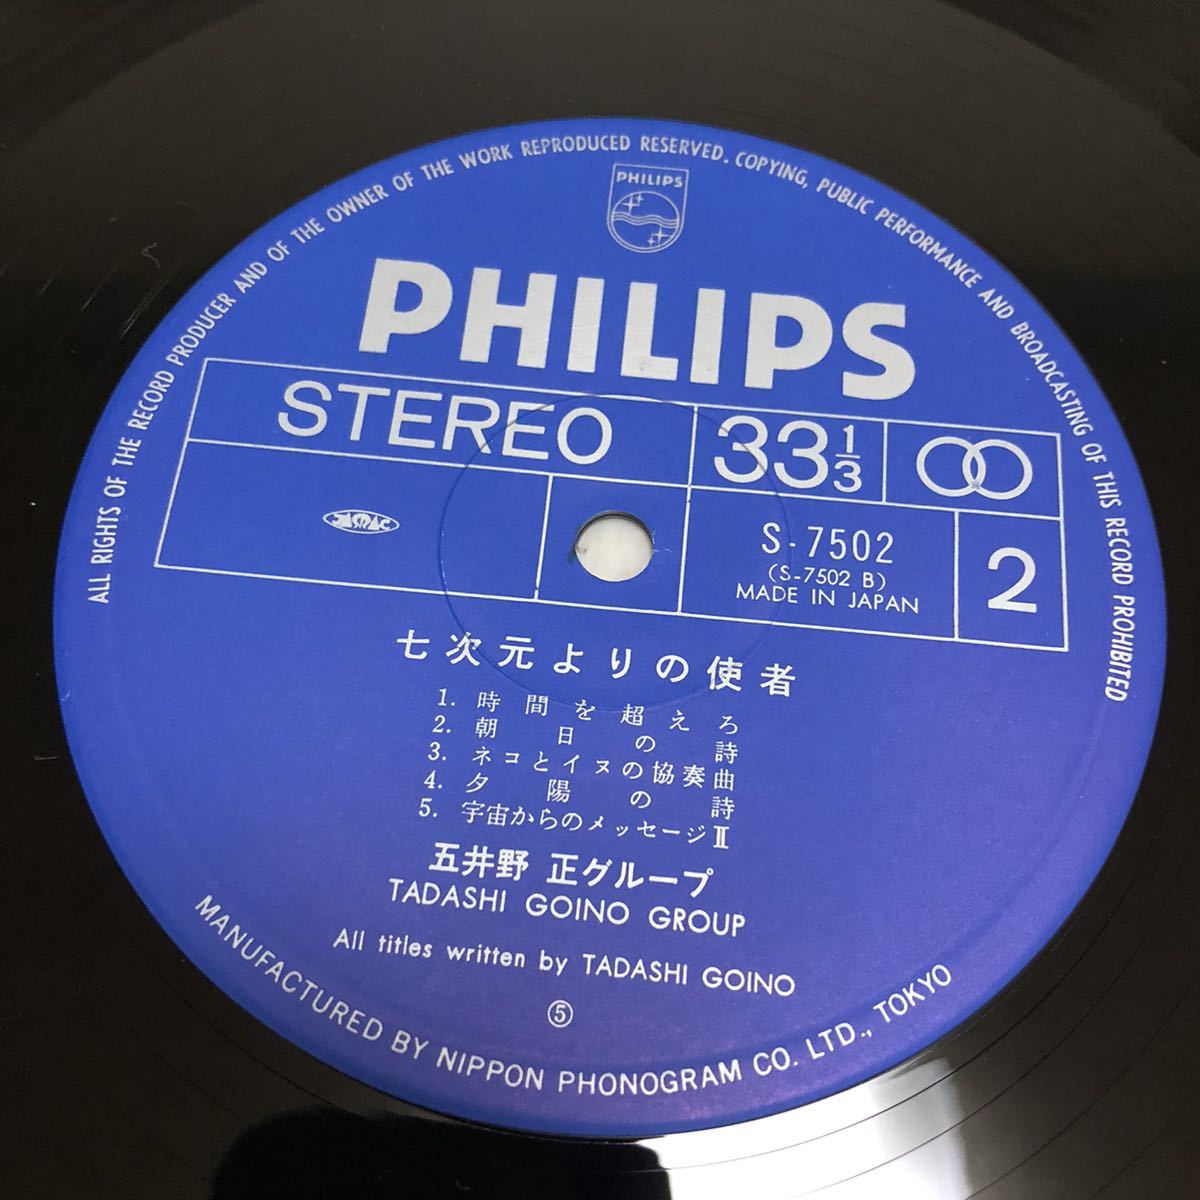 ALL RIGHTS OF THE RECORD PRODUCER AND OF THE OWNER OF THE WORK REPRODUCED RESERVED. COPYING, PUBLIC PERFORMANCE AND BROADCASTING OF THIS RECORD PROHIBITED
PHILIPS
PHILIPS
STEREO
33 1/3
JASRAC
S-7502
(S-7502 B)
MADE IN JAPAN
2
七次元よりの使者
1. 時間を超えろ
2. 朝日の詩
3. ネコとイヌの協奏曲
4. 夕陽の詩
5. 宇宙からのメッセージⅡ
五井野 正グループ
TADASHI GOINO GROUP
All titles written by TADASHI GOINO
⑤
MANUFACTURED BY NIPPON PHONOGRAM CO. LTD., TOKYO